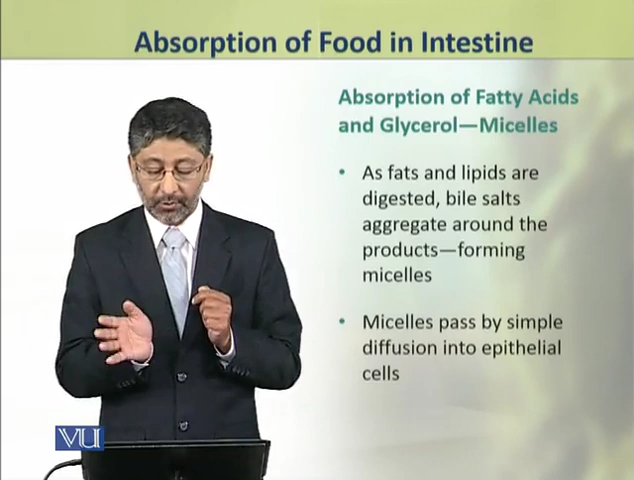 Absorption of Food in Intestine
Absorption of Fatty Acids
and Glycerol—Micelles
• As fats and lipids are
digested, bile salts
aggregate around the
products—forming
micelles
• Micelles pass by simple
diffusion into epithelial
cells
VU